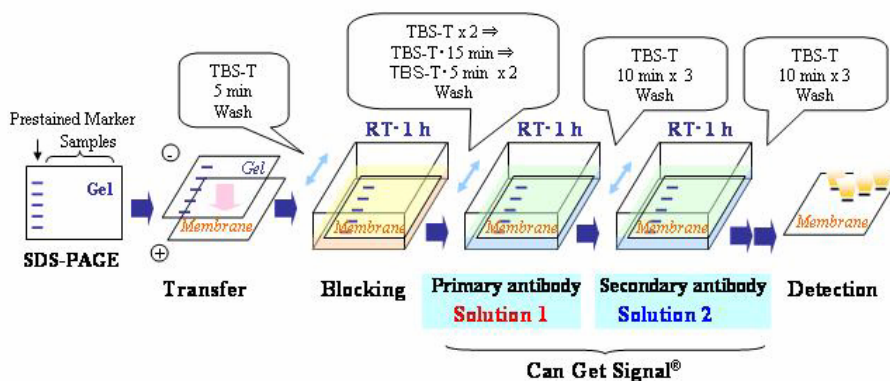 TBS-T
5 min
Wash
TBS-T x 2 ⇒
TBS-T・15 min ⇒
TBS-T・5 min x 2
Wash
TBS-T
10 min x 3
Wash
TBS-T
10 min x 3
Wash
Prestained Marker
Samples
RT- 1 h
RT- 1 h
RT- 1 h
-
Gel
Gel
Membrane
Membrane
Membrane
Membrane
Membrane
+
SDS-PAGE
Transfer
Blocking
Primary antibody
Solution 1
Secondary antibody
Solution 2
Detection
Can Get Signal®